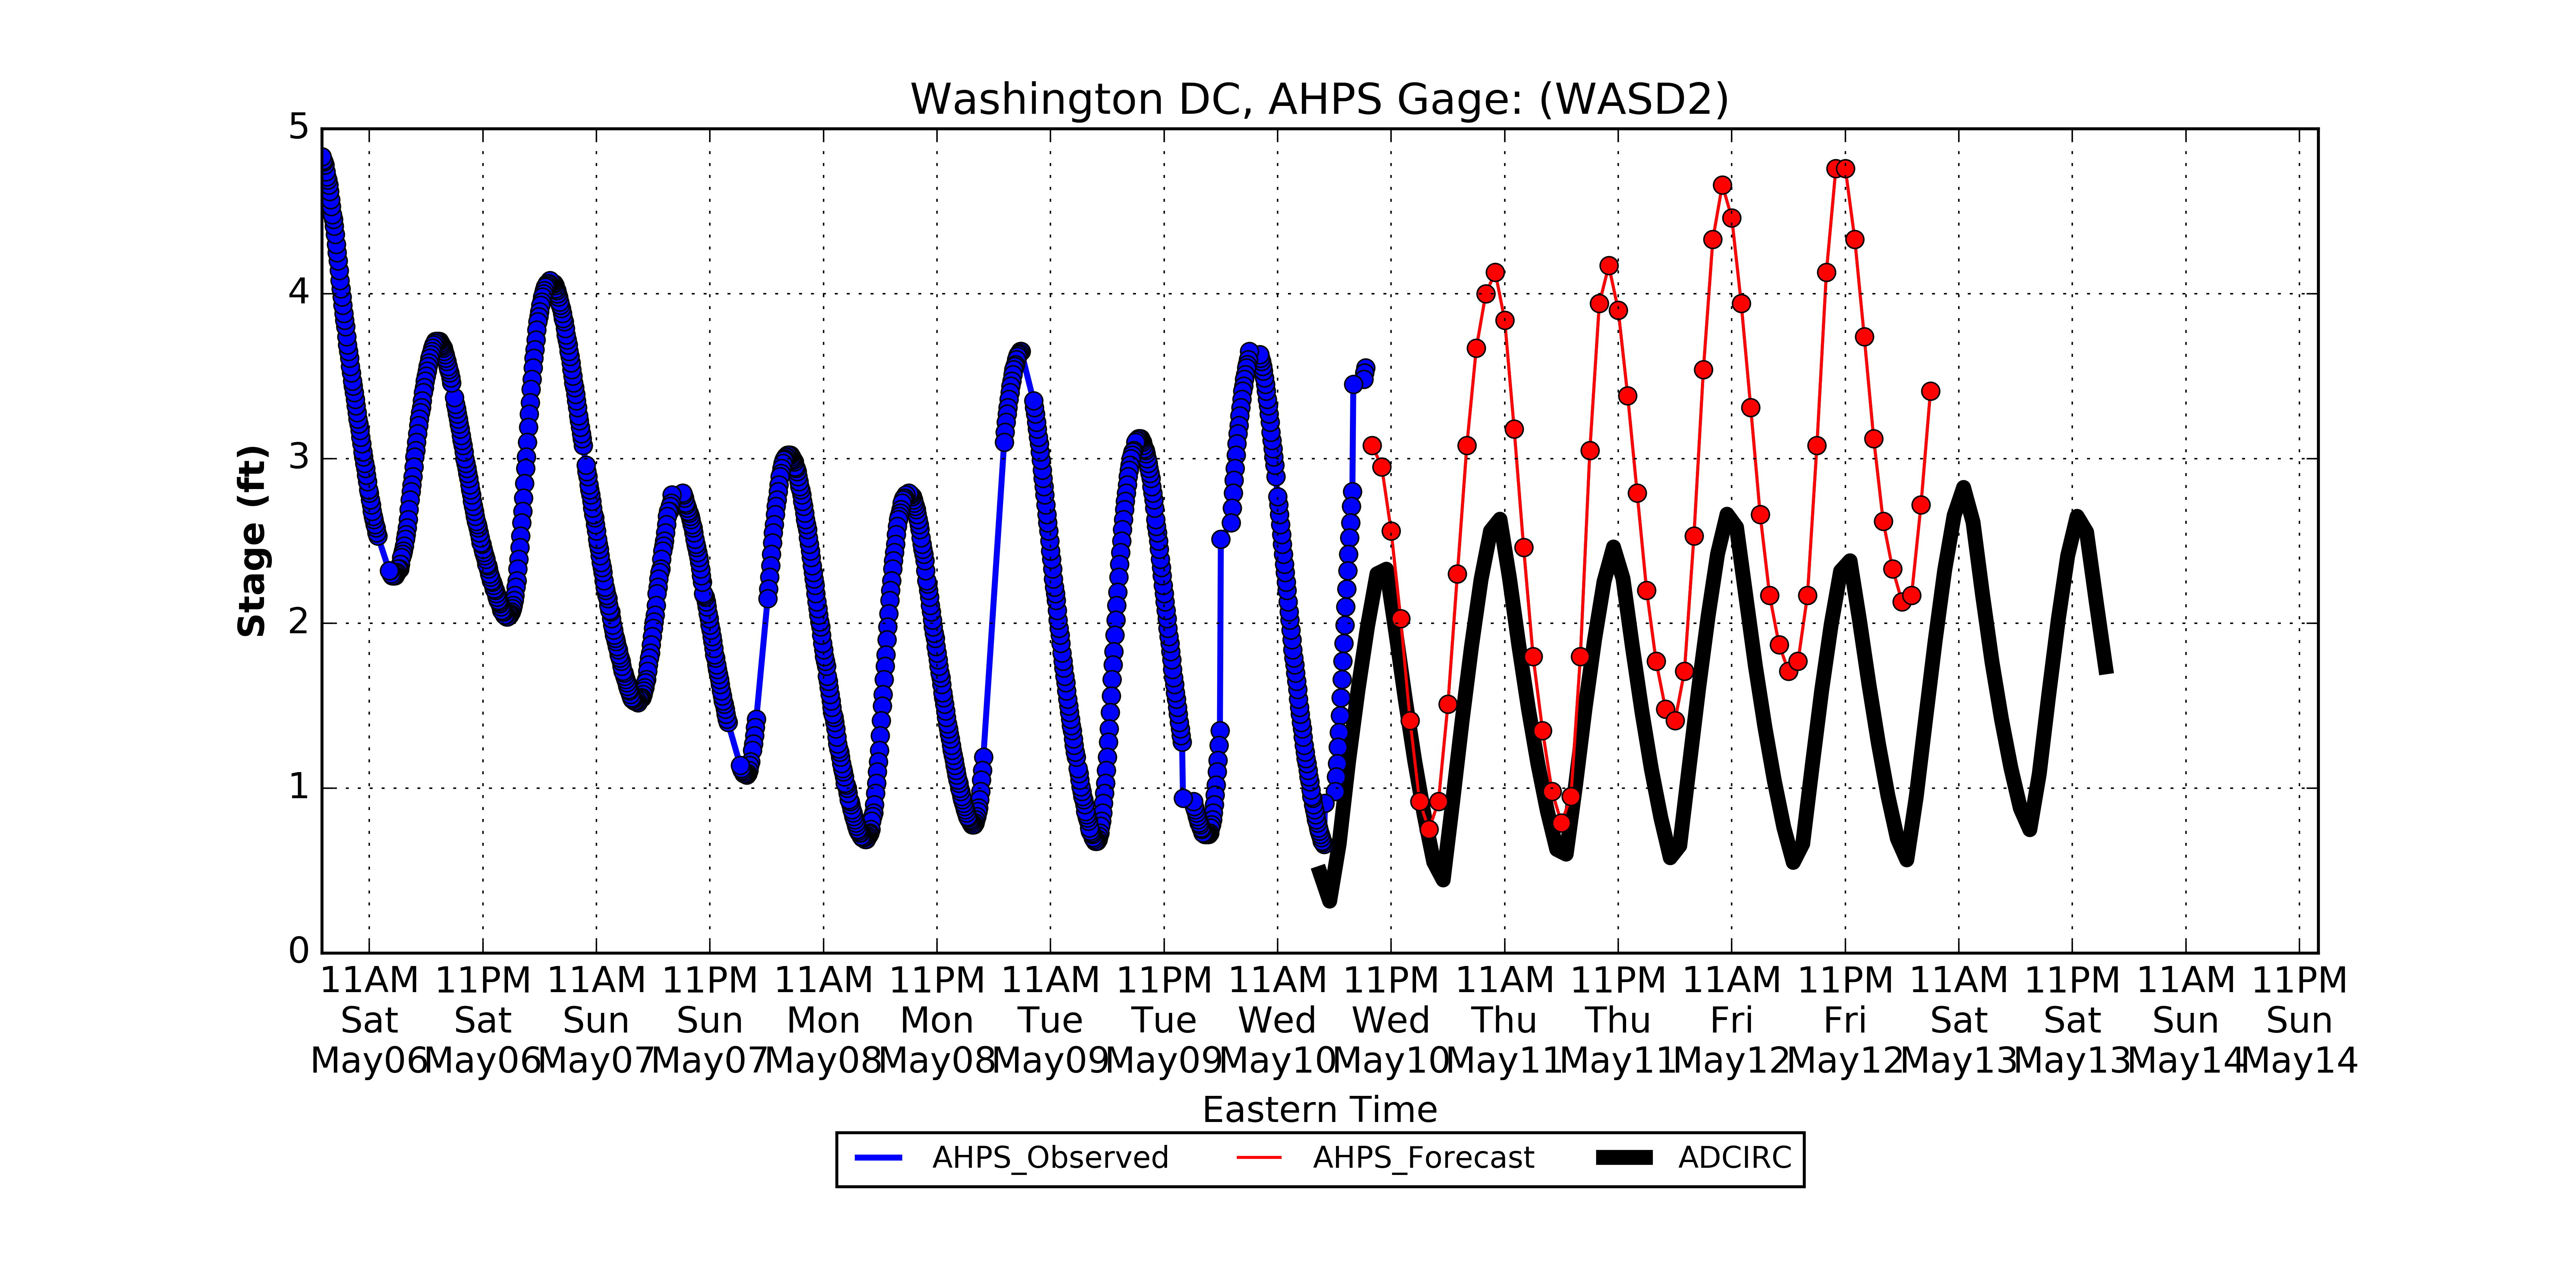 Washington DC, AHPS Gage: (WASD2)
Stage (ft)
5
4
3
2
1
0
11AM 11PM 11AM 11PM 11AM 11PM 11AM 11PM 11AM 11PM 11AM 11PM 11AM 11PM 11AM 11PM 11AM 11PM
Sat Sat Sun Sun Mon Mon Tue Tue Wed Wed Thu Thu Fri Fri Sat Sat Sun Sun
May06 May06 May07 May07 May08 May08 May09 May09 May10 May10 May11 May11 May12 May12 May13 May13 May14 May14
Eastern Time
AHPS_Observed AHPS_Forecast ADCIRC